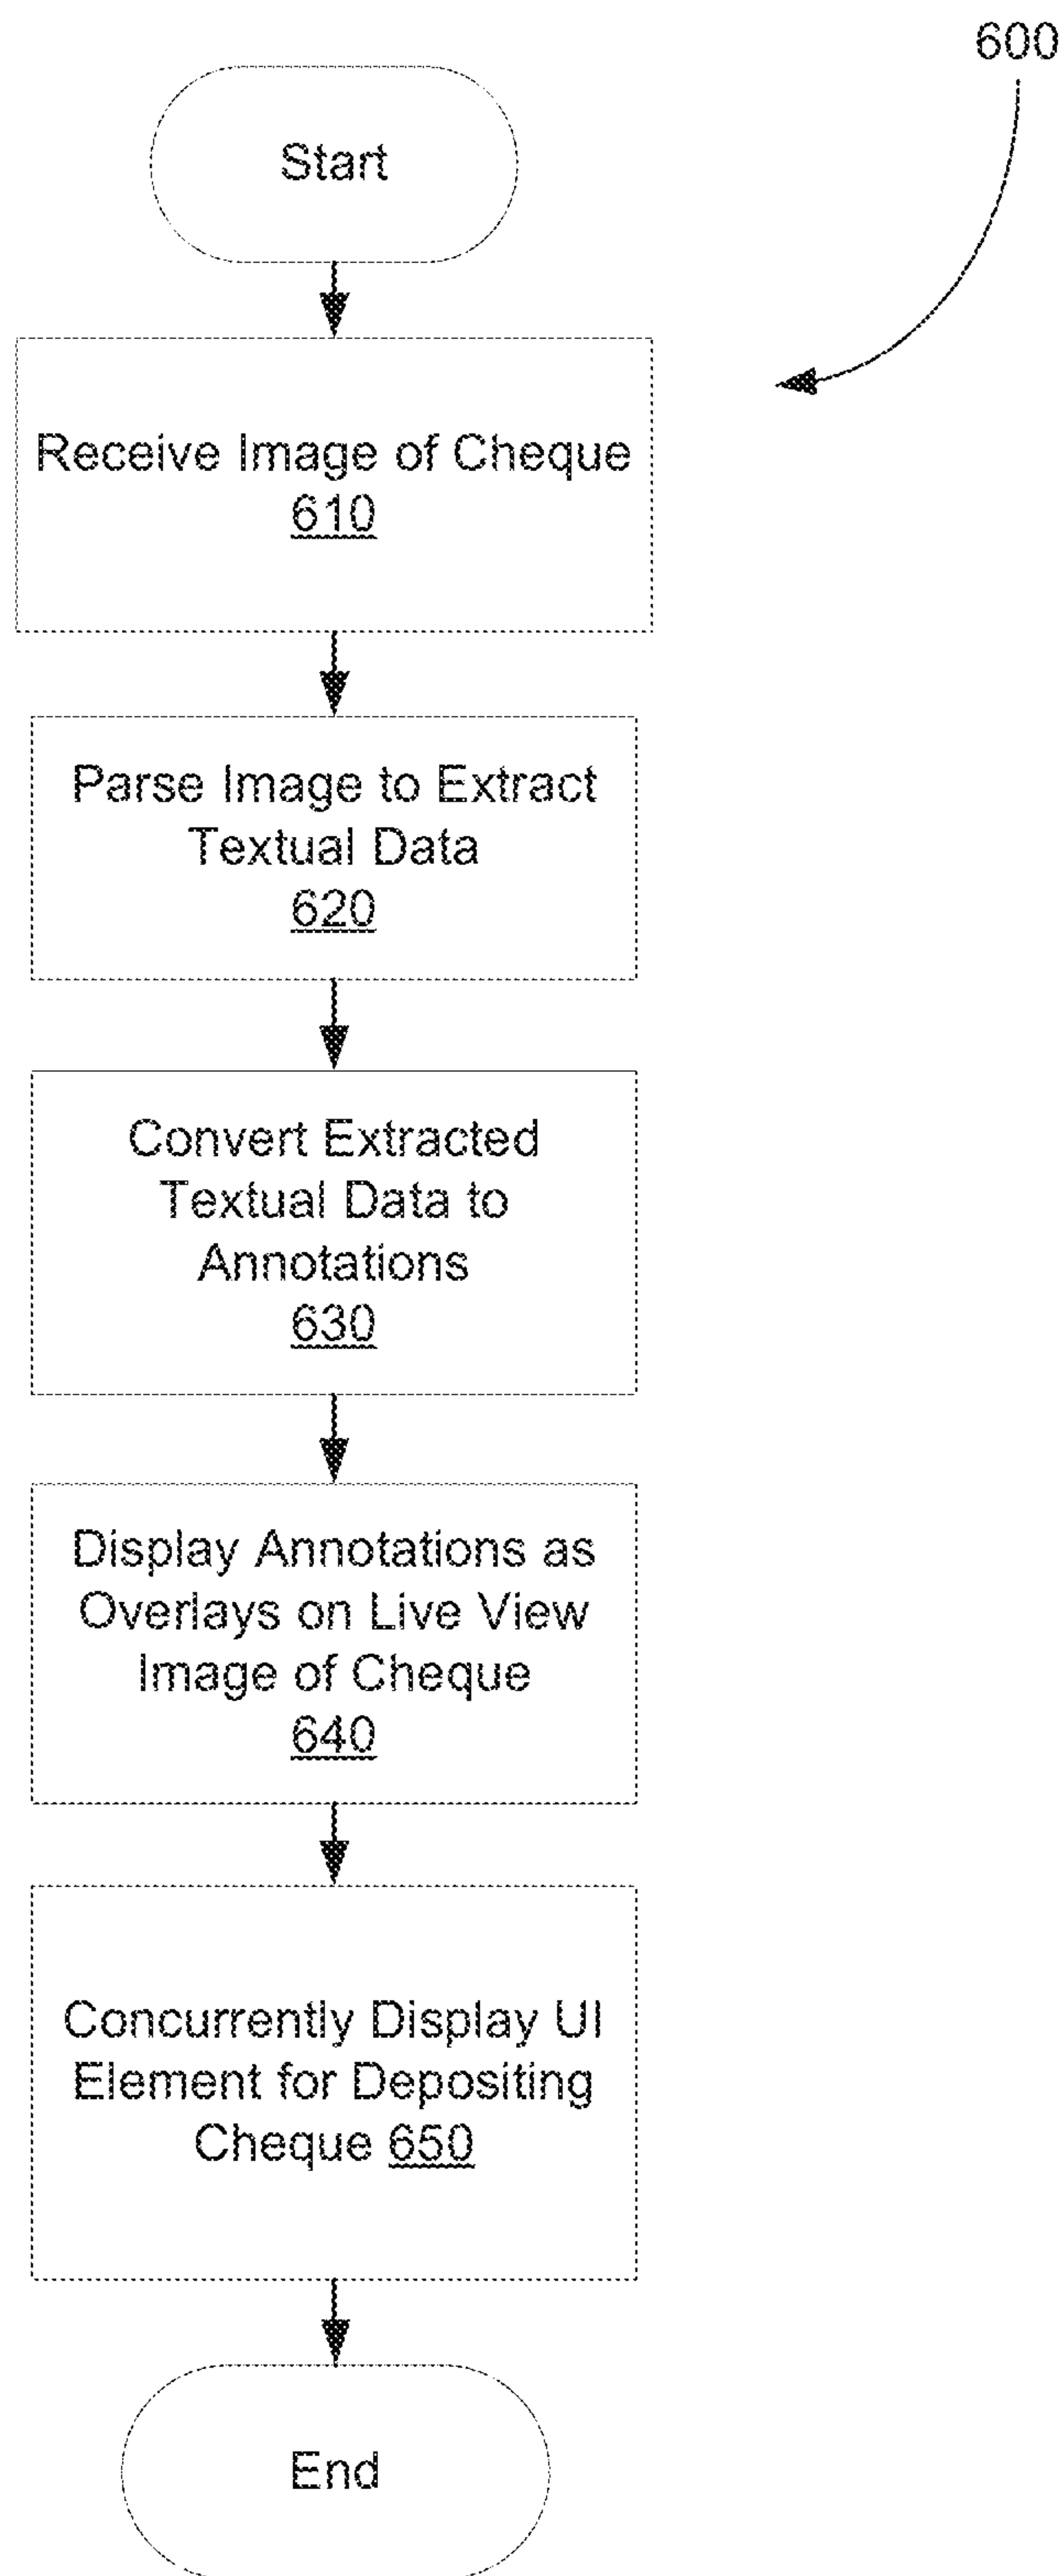 600
Start
Receive Image of Cheque
610
Parse Image to Extract
Textual Data
620
Convert Extracted
Textual Data to
Annotations
630
Display Annotations as
Overlays on Live View
Image of Cheque
640
Concurrently Display UI
Element for Depositing
Cheque 650
End